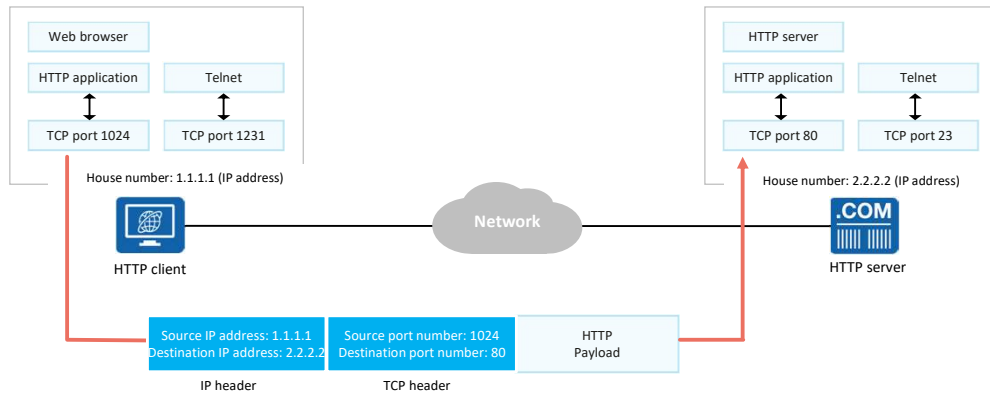 Web browser
HTTP application
Telnet
TCP port 1024
TCP port 1231
House number: 1.1.1.1 (IP address)
HTTP client
HTTP server
HTTP application
Telnet
TCP port 80
TCP port 23
House number: 2.2.2.2 (IP address)
.COM
HTTP server
Network
Source IP address: 1.1.1.1
Destination IP address: 2.2.2.2
Source port number: 1024
Destination port number: 80
HTTP
Payload
IP header
TCP header